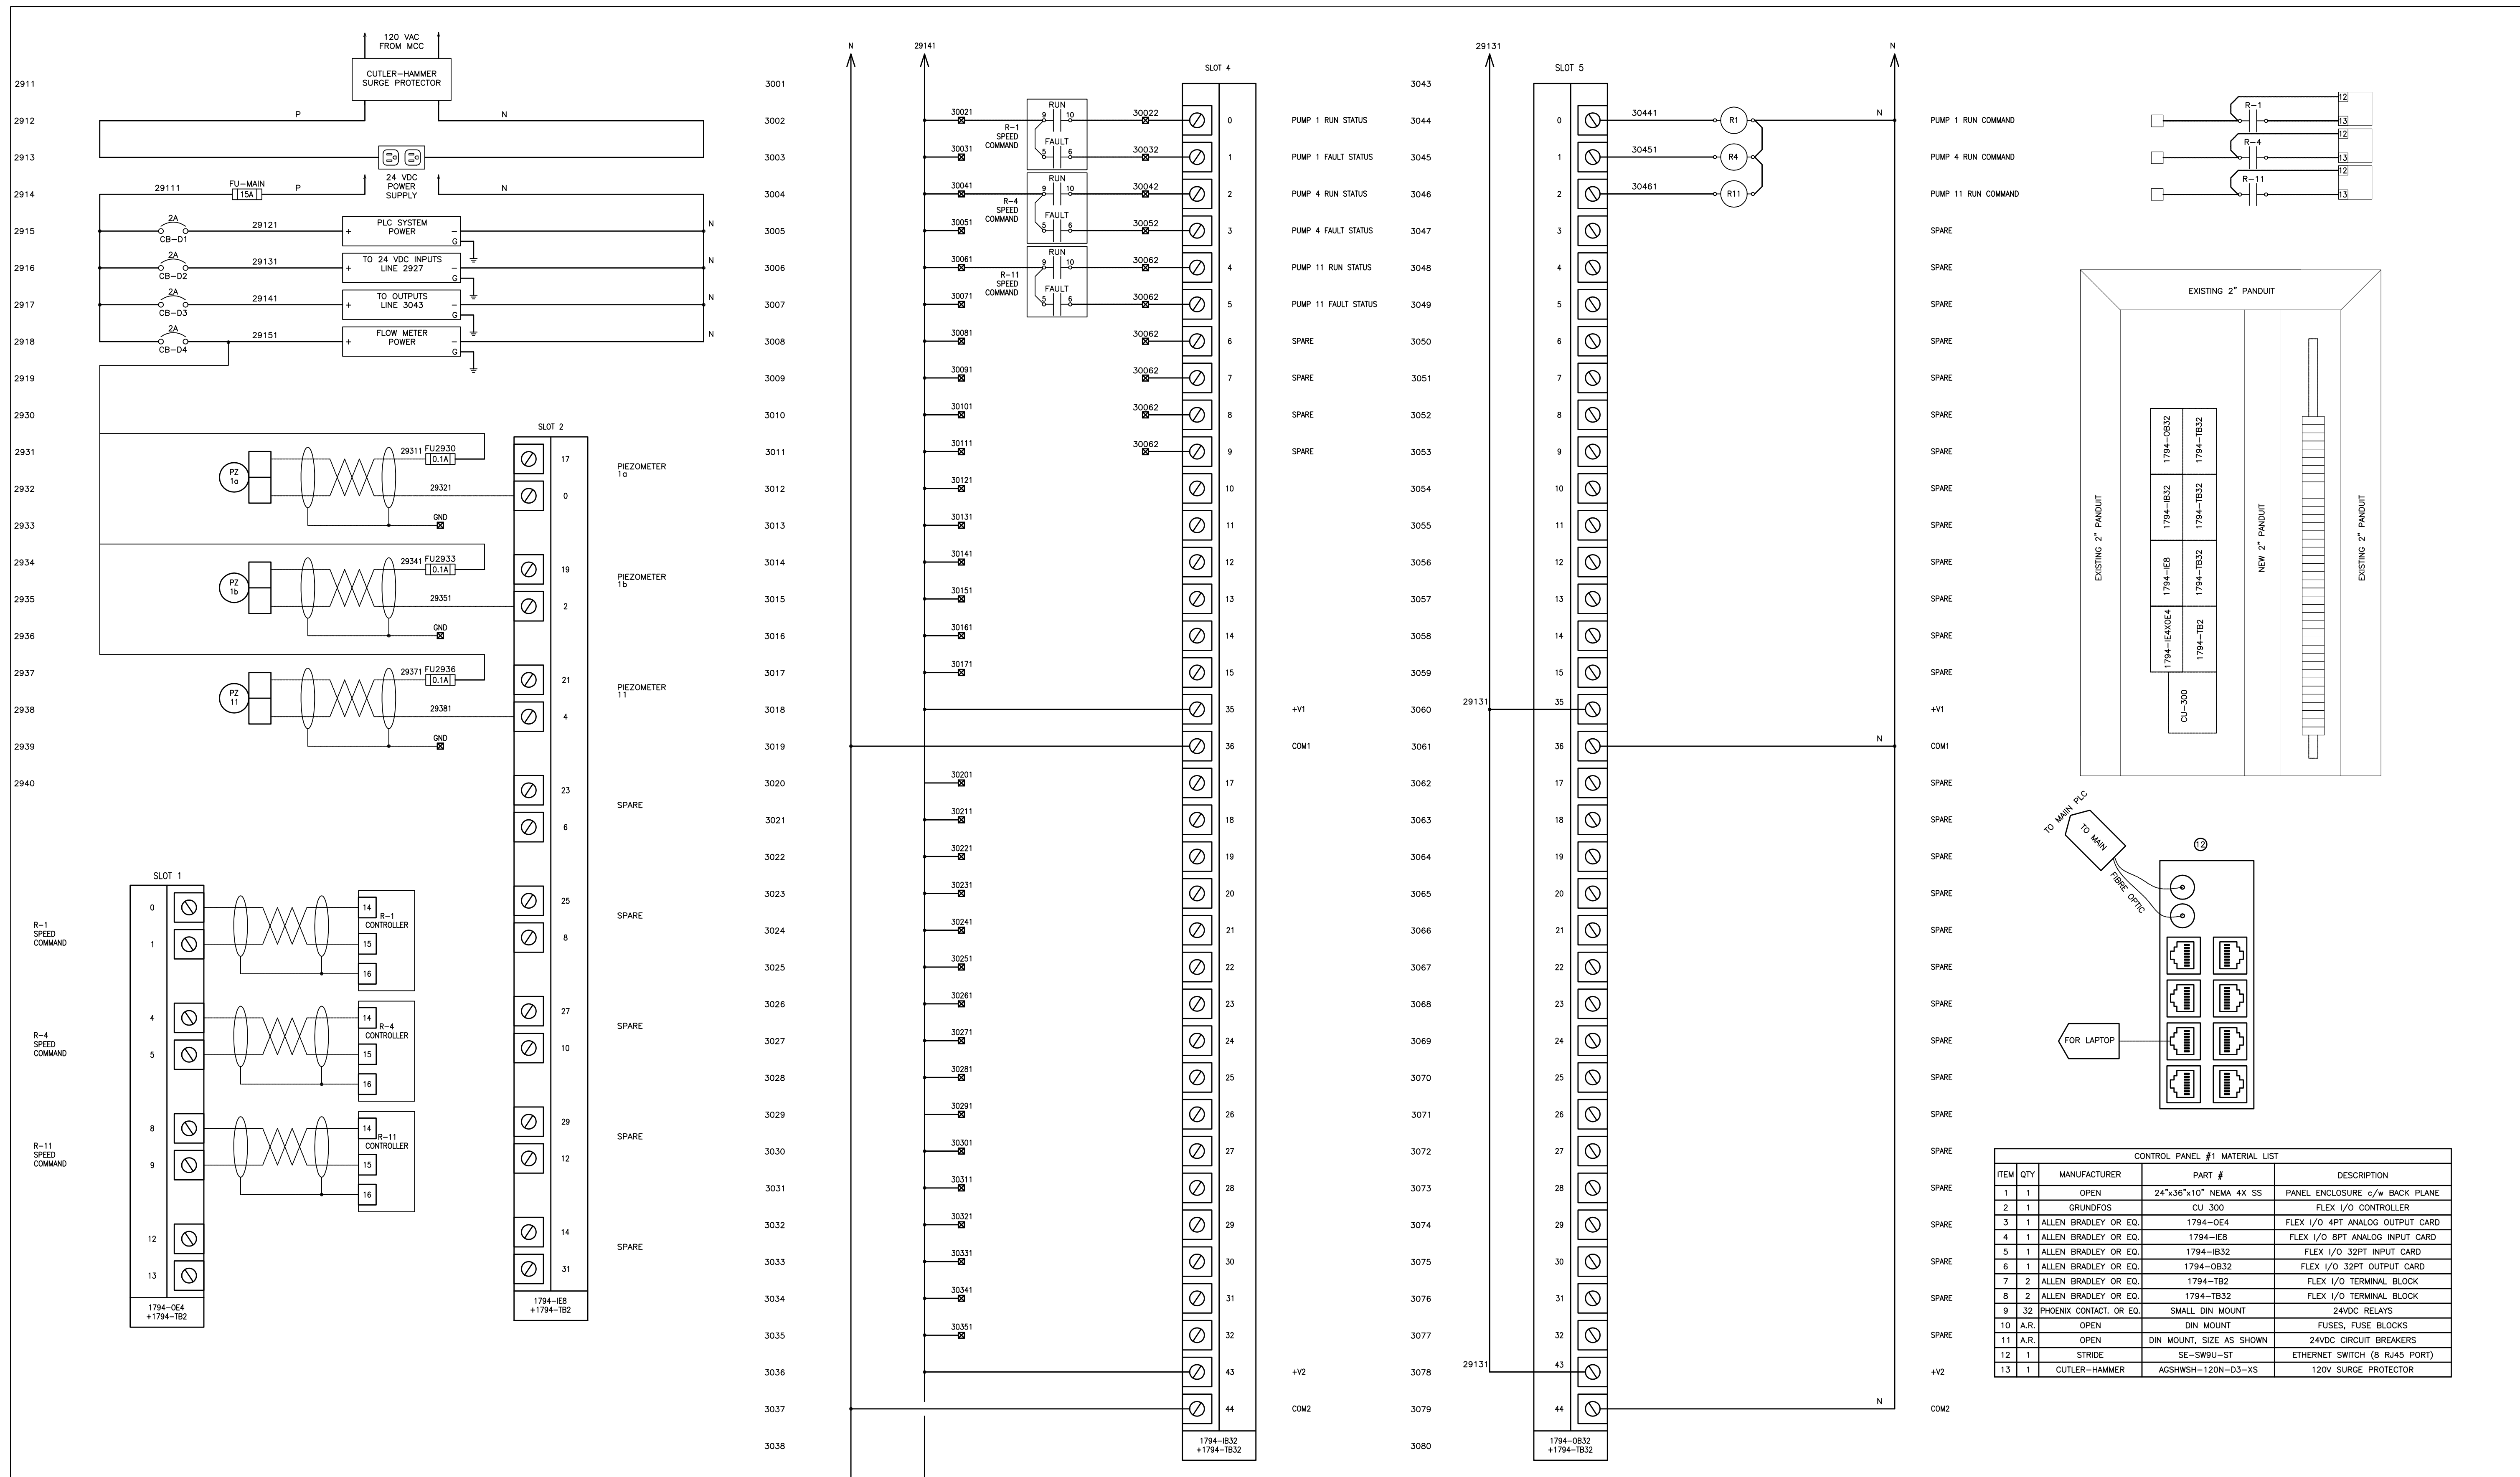 120 VAC
FROM MCC
CUTLER-HAMMER
SURGE PROTECTOR
2911
2912
P
N
2913
24 VDC
POWER
SUPPLY
2914
29111
FU-MAIN
15A
P
N
2915
2A
CB-D1
29121
+
PLC SYSTEM
POWER
-
G
N
2916
2A
CB-D2
29131
+
TO 24 VDC INPUTS
LINE 2927
-
G
N
2917
2A
CB-D3
29141
+
TO OUTPUTS
LINE 3043
-
G
N
2918
2A
CB-D4
29151
+
FLOW METER
POWER
-
G
N
2919
2930
2931
2932
2933
2934
2935
2936
2937
2938
2939
2940
SLOT 2
PZ
1a
29311
FU2930
0.1A
17
PIEZOMETER
1a
29321
0
GND
PZ
1b
29341
FU2933
0.1A
19
PIEZOMETER
1b
29351
2
GND
PZ
11
29371
FU2936
0.1A
21
PIEZOMETER
11
29381
4
GND
23
SPARE
6
25
SPARE
8
27
SPARE
10
29
SPARE
12
14
SPARE
31
1794-IE8
+1794-TB2
SLOT 1
R-1
SPEED
COMMAND
0
1
14
R-1
CONTROLLER
15
16
R-4
SPEED
COMMAND
4
5
14
R-4
CONTROLLER
15
16
R-11
SPEED
COMMAND
8
9
14
R-11
CONTROLLER
15
16
12
13
1794-OE4
+1794-TB2
N
29141
SLOT 4
3001
3002
30021
R-1
SPEED
COMMAND
RUN
9
10
30022
0
PUMP 1 RUN STATUS
3003
30031
FAULT
5
6
30032
1
PUMP 1 FAULT STATUS
3004
30041
R-4
SPEED
COMMAND
RUN
9
10
30042
2
PUMP 4 RUN STATUS
3005
30051
FAULT
5
6
30052
3
PUMP 4 FAULT STATUS
3006
30061
R-11
SPEED
COMMAND
RUN
9
10
30062
4
PUMP 11 RUN STATUS
3007
30071
FAULT
5
6
30062
5
PUMP 11 FAULT STATUS
3008
30081
30062
6
SPARE
3009
30091
30062
7
SPARE
3010
30101
30062
8
SPARE
3011
30111
30062
9
SPARE
3012
30121
10
3013
30131
11
3014
30141
12
3015
30151
13
3016
30161
14
3017
30171
15
3018
35
+V1
3019
36
COM1
3020
30201
17
3021
30211
18
3022
30221
19
3023
30231
20
3024
30241
21
3025
30251
22
3026
30261
23
3027
30271
24
3028
30281
25
3029
30291
26
3030
30301
27
3031
30311
28
3032
30321
29
3033
30331
30
3034
30341
31
3035
30351
32
3036
43
+V2
3037
44
COM2
3038
1794-IB32
+1794-TB32
29131
SLOT 5
N
3043
3044
0
30441
R1
N
PUMP 1 RUN COMMAND
3045
1
30451
R4
PUMP 4 RUN COMMAND
3046
2
30461
R11
PUMP 11 RUN COMMAND
3047
3
SPARE
3048
4
SPARE
3049
5
SPARE
3050
6
SPARE
3051
7
SPARE
3052
8
SPARE
3053
9
SPARE
3054
10
SPARE
3055
11
SPARE
3056
12
SPARE
3057
13
SPARE
3058
14
SPARE
3059
15
SPARE
3060
29131
35
+V1
3061
36
N
COM1
3062
17
SPARE
3063
18
SPARE
3064
19
SPARE
3065
20
SPARE
3066
21
SPARE
3067
22
SPARE
3068
23
SPARE
3069
24
SPARE
3070
25
SPARE
3071
26
SPARE
3072
27
SPARE
3073
28
SPARE
3074
29
SPARE
3075
30
SPARE
3076
31
SPARE
3077
32
SPARE
3078
29131
43
+V2
3079
44
N
COM2
3080
1794-OB32
+1794-TB32
R-1
12
13
R-4
12
13
R-11
12
13
EXISTING 2" PANDUIT
EXISTING 2" PANDUIT
1794-OB32
1794-TB32
1794-IB32
1794-TB32
1794-IE8
1794-TB32
1794-IE4XOE4
1794-TB2
CU-300
NEW 2" PANDUIT
EXISTING 2" PANDUIT
TO MAIN PLC
TO MAIN
FIBRE OPTIC
12
FOR LAPTOP
CONTROL PANEL #1 MATERIAL LIST
ITEM QTY MANUFACTURER PART # DESCRIPTION
1 1 OPEN 24"x36"x10" NEMA 4X SS PANEL ENCLOSURE c/w BACK PLANE
2 1 GRUNDFOS CU 300 FLEX I/O CONTROLLER
3 1 ALLEN BRADLEY OR EQ. 1794-OE4 FLEX I/O 4PT ANALOG OUTPUT CARD
4 1 ALLEN BRADLEY OR EQ. 1794-IE8 FLEX I/O 8PT ANALOG INPUT CARD
5 1 ALLEN BRADLEY OR EQ. 1794-IB32 FLEX I/O 32PT INPUT CARD
6 1 ALLEN BRADLEY OR EQ. 1794-OB32 FLEX I/O 32PT OUTPUT CARD
7 2 ALLEN BRADLEY OR EQ. 1794-TB2 FLEX I/O TERMINAL BLOCK
8 2 ALLEN BRADLEY OR EQ. 1794-TB32 FLEX I/O TERMINAL BLOCK
9 32 PHOENIX CONTACT. OR EQ. SMALL DIN MOUNT 24VDC RELAYS
10 A.R. OPEN DIN MOUNT FUSES, FUSE BLOCKS
11 A.R. OPEN DIN MOUNT, SIZE AS SHOWN 24VDC CIRCUIT BREAKERS
12 1 STRIDE SE-SW9U-ST ETHERNET SWITCH (8 RJ45 PORT)
13 1 CUTLER-HAMMER AGSHWSH-120N-D3-XS 120V SURGE PROTECTOR